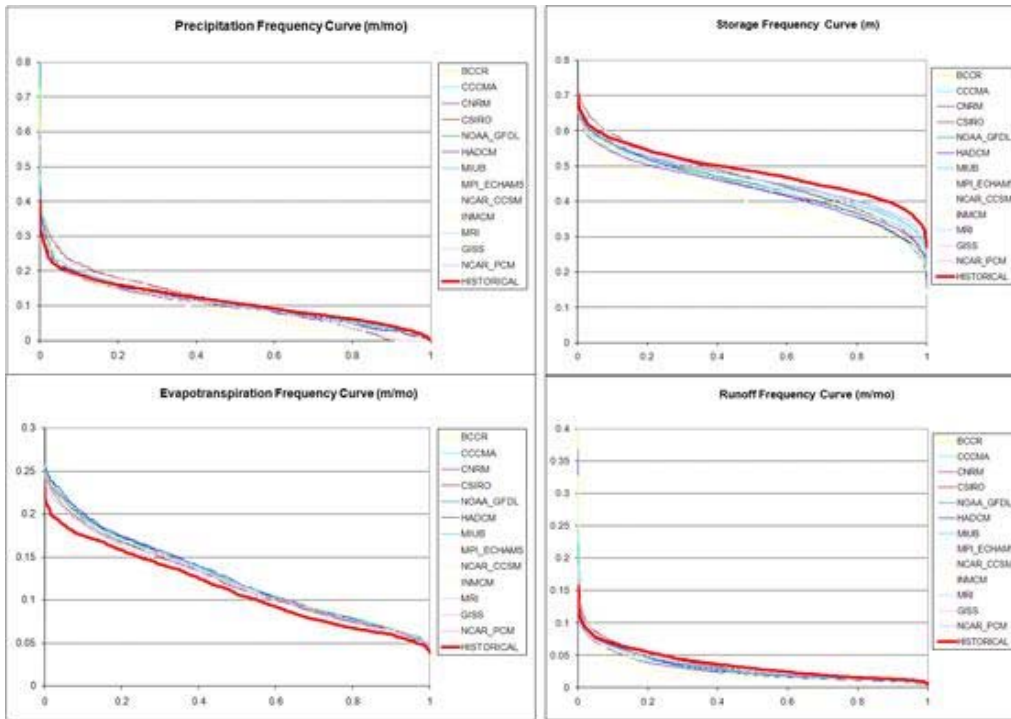 Precipitation Frequency Curve (m/mo)
0.8
0.7
0.6
0.5
0.4
0.3
0.2
0.1
0
0
0.2
0.4
0.6
0.8
1
BCCR
CCCMA
CNRM
CSIRO
NOAA_GFDL
HADCM
MIUB
MPI_ECHAM5
NCAR_CCSM
INMCM
MRI
GISS
NCAR_PCM
HISTORICAL
Storage Frequency Curve (m)
0.8
0.7
0.6
0.5
0.4
0.3
0.2
0.1
0
0
0.2
0.4
0.6
0.8
1
BCCR
CCCMA
CNRM
CSIRO
NOAA_GFDL
HADCM
MIUB
MPI_ECHAM5
NCAR_CCSM
INMCM
MRI
GISS
NCAR_PCM
HISTORICAL
Evapotranspiration Frequency Curve (m/mo)
0.3
0.25
0.2
0.15
0.1
0.05
0
0
0.2
0.4
0.6
0.8
1
BCCR
CCCMA
CNRM
CSIRO
NOAA_GFDL
HADCM
MIUB
MPI_ECHAM5
NCAR_CCSM
INMCM
MRI
GISS
NCAR_PCM
HISTORICAL
Runoff Frequency Curve (m/mo)
0.4
0.35
0.3
0.25
0.2
0.15
0.1
0.05
0
0
0.2
0.4
0.6
0.8
1
BCCR
CCCMA
CNRM
CSIRO
NOAA_GFDL
HADCM
MIUB
MPI_ECHAM5
NCAR_CCSM
INMCM
MRI
GISS
NCAR_PCM
HISTORICAL